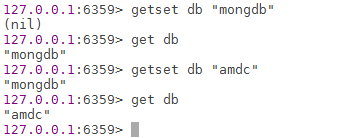 127.0.0.1:6359> getset db "mongdb"
(nil)
127.0.0.1:6359> get db
"mongdb"
127.0.0.1:6359> getset db "amdc"
"mongdb"
127.0.0.1:6359> get db
"amdc"
127.0.0.1:6359>